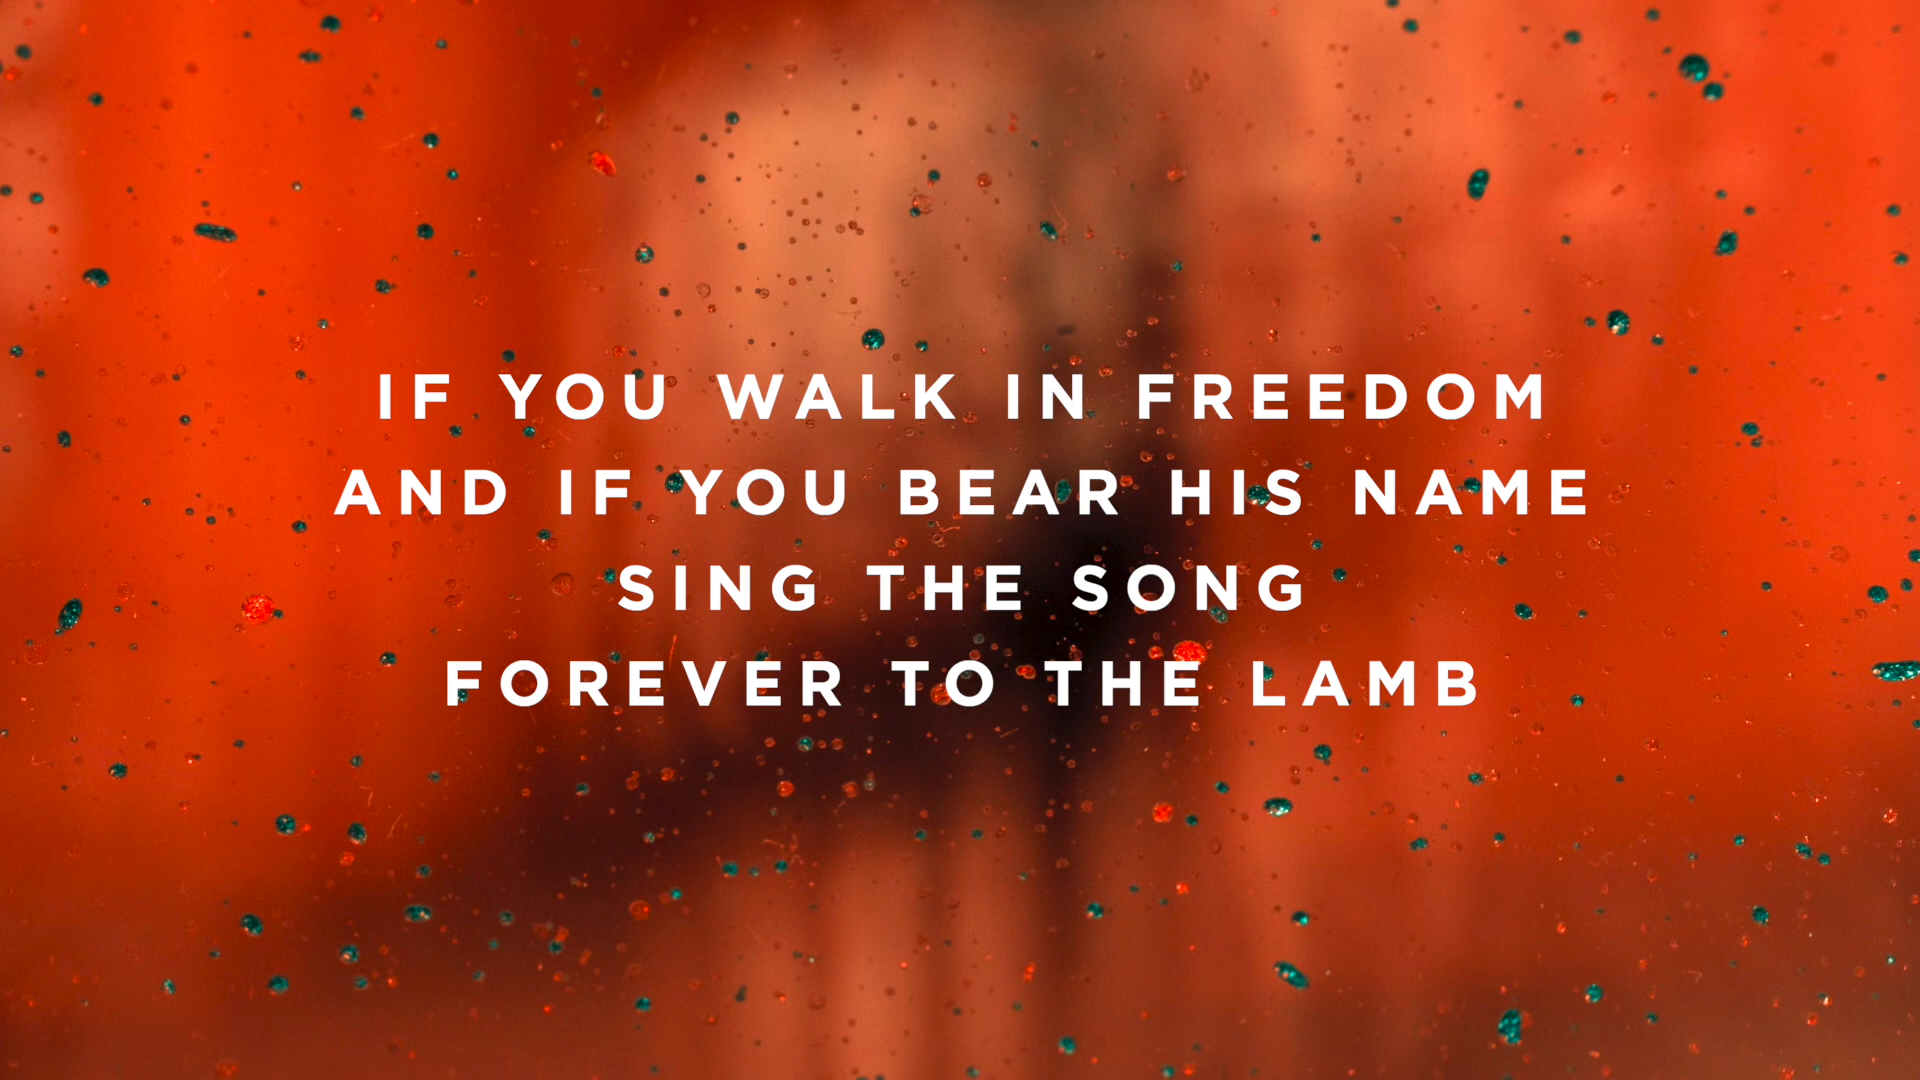 IF YOU WALK IN FREEDOM
AND IF YOU BEAR HIS NAME
SING THE SONG
FOREVER TO THE LAMB